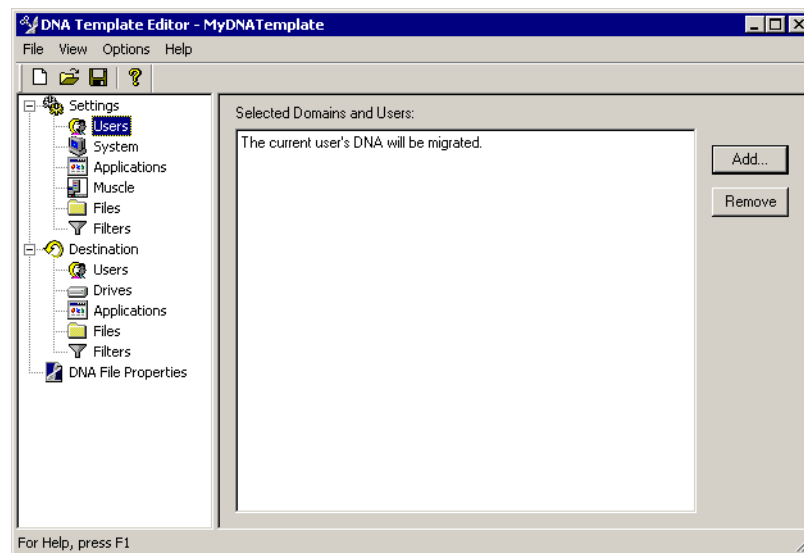 DNA Template Editor - MyDNATemplate
File View Options Help
Settings
Users
System
Applications
Muscle
Files
Filters
Destination
Users
Drives
Applications
Files
Filters
DNA File Properties
Selected Domains and Users:
The current user's DNA will be migrated.
Add...
Remove
For Help, press F1